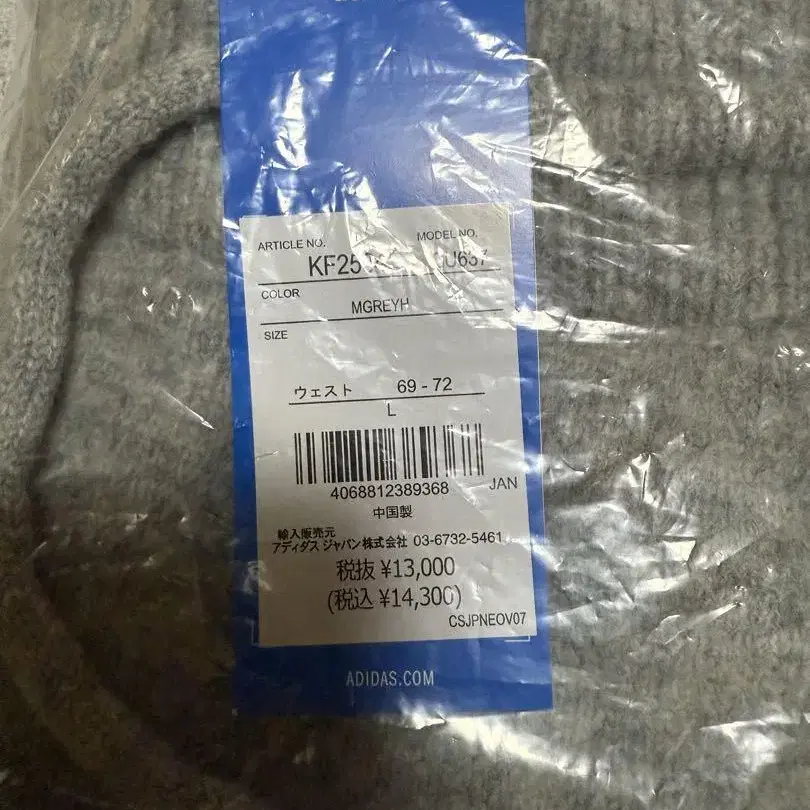 ARTICLE NO.
MODEL NO.
COLOR
MGREYH
SIZE
ウェスト 69 - 72
L
4068812389368
JAN
中国製
輸入販売元
アディダス ジャパン株式会社 03-6732-5461
税抜 ¥13,000
(税込 ¥14,300)
CSJPNEOV07
ADIDAS.COM